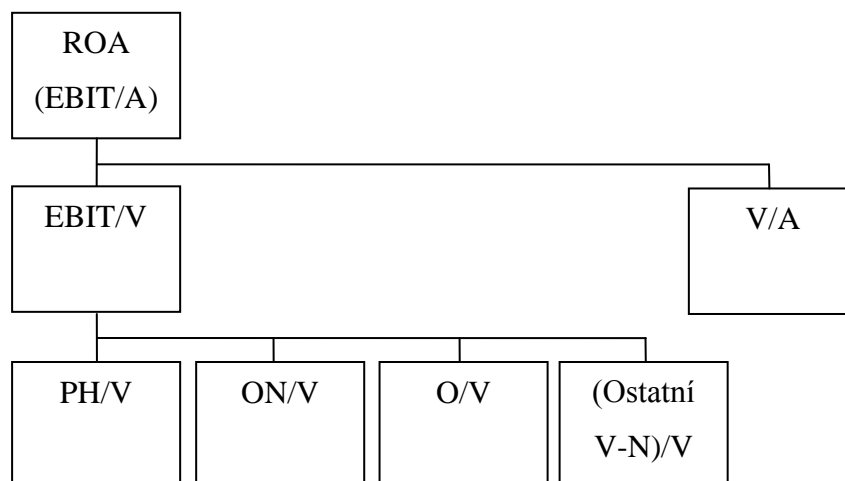 ROA
(EBIT/A)
EBIT/V
V/A
PH/V
ON/V
O/V
(Ostatní
V-N)/V